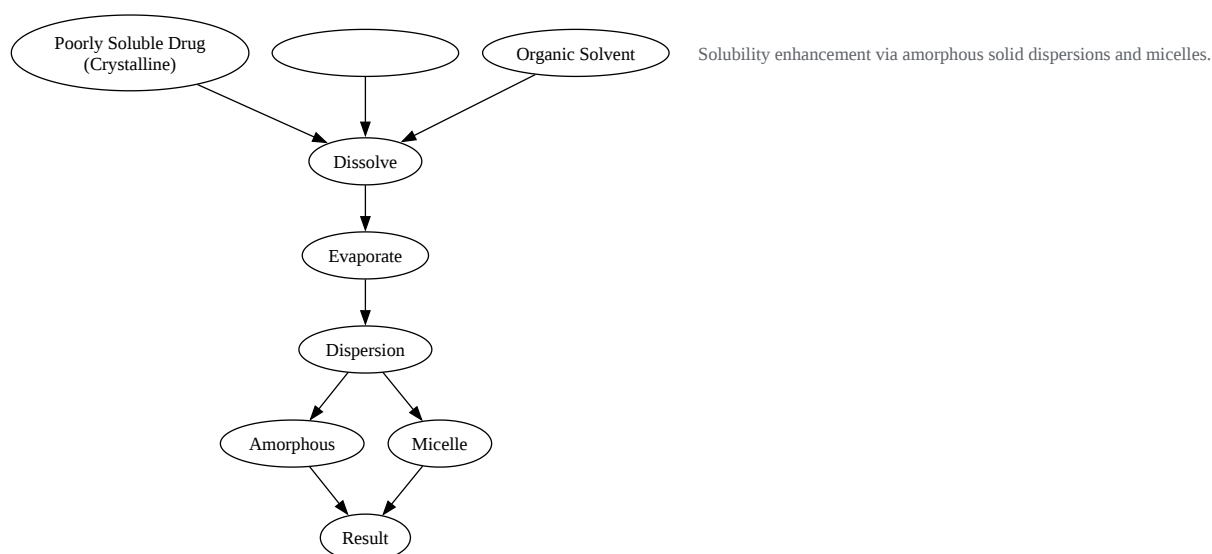 Poorly Soluble Drug
(Crystalline)
Organic Solvent
Solubility enhancement via amorphous solid dispersions and micelles.
Dissolve
Evaporate
Dispersion
Amorphous
Micelle
Result